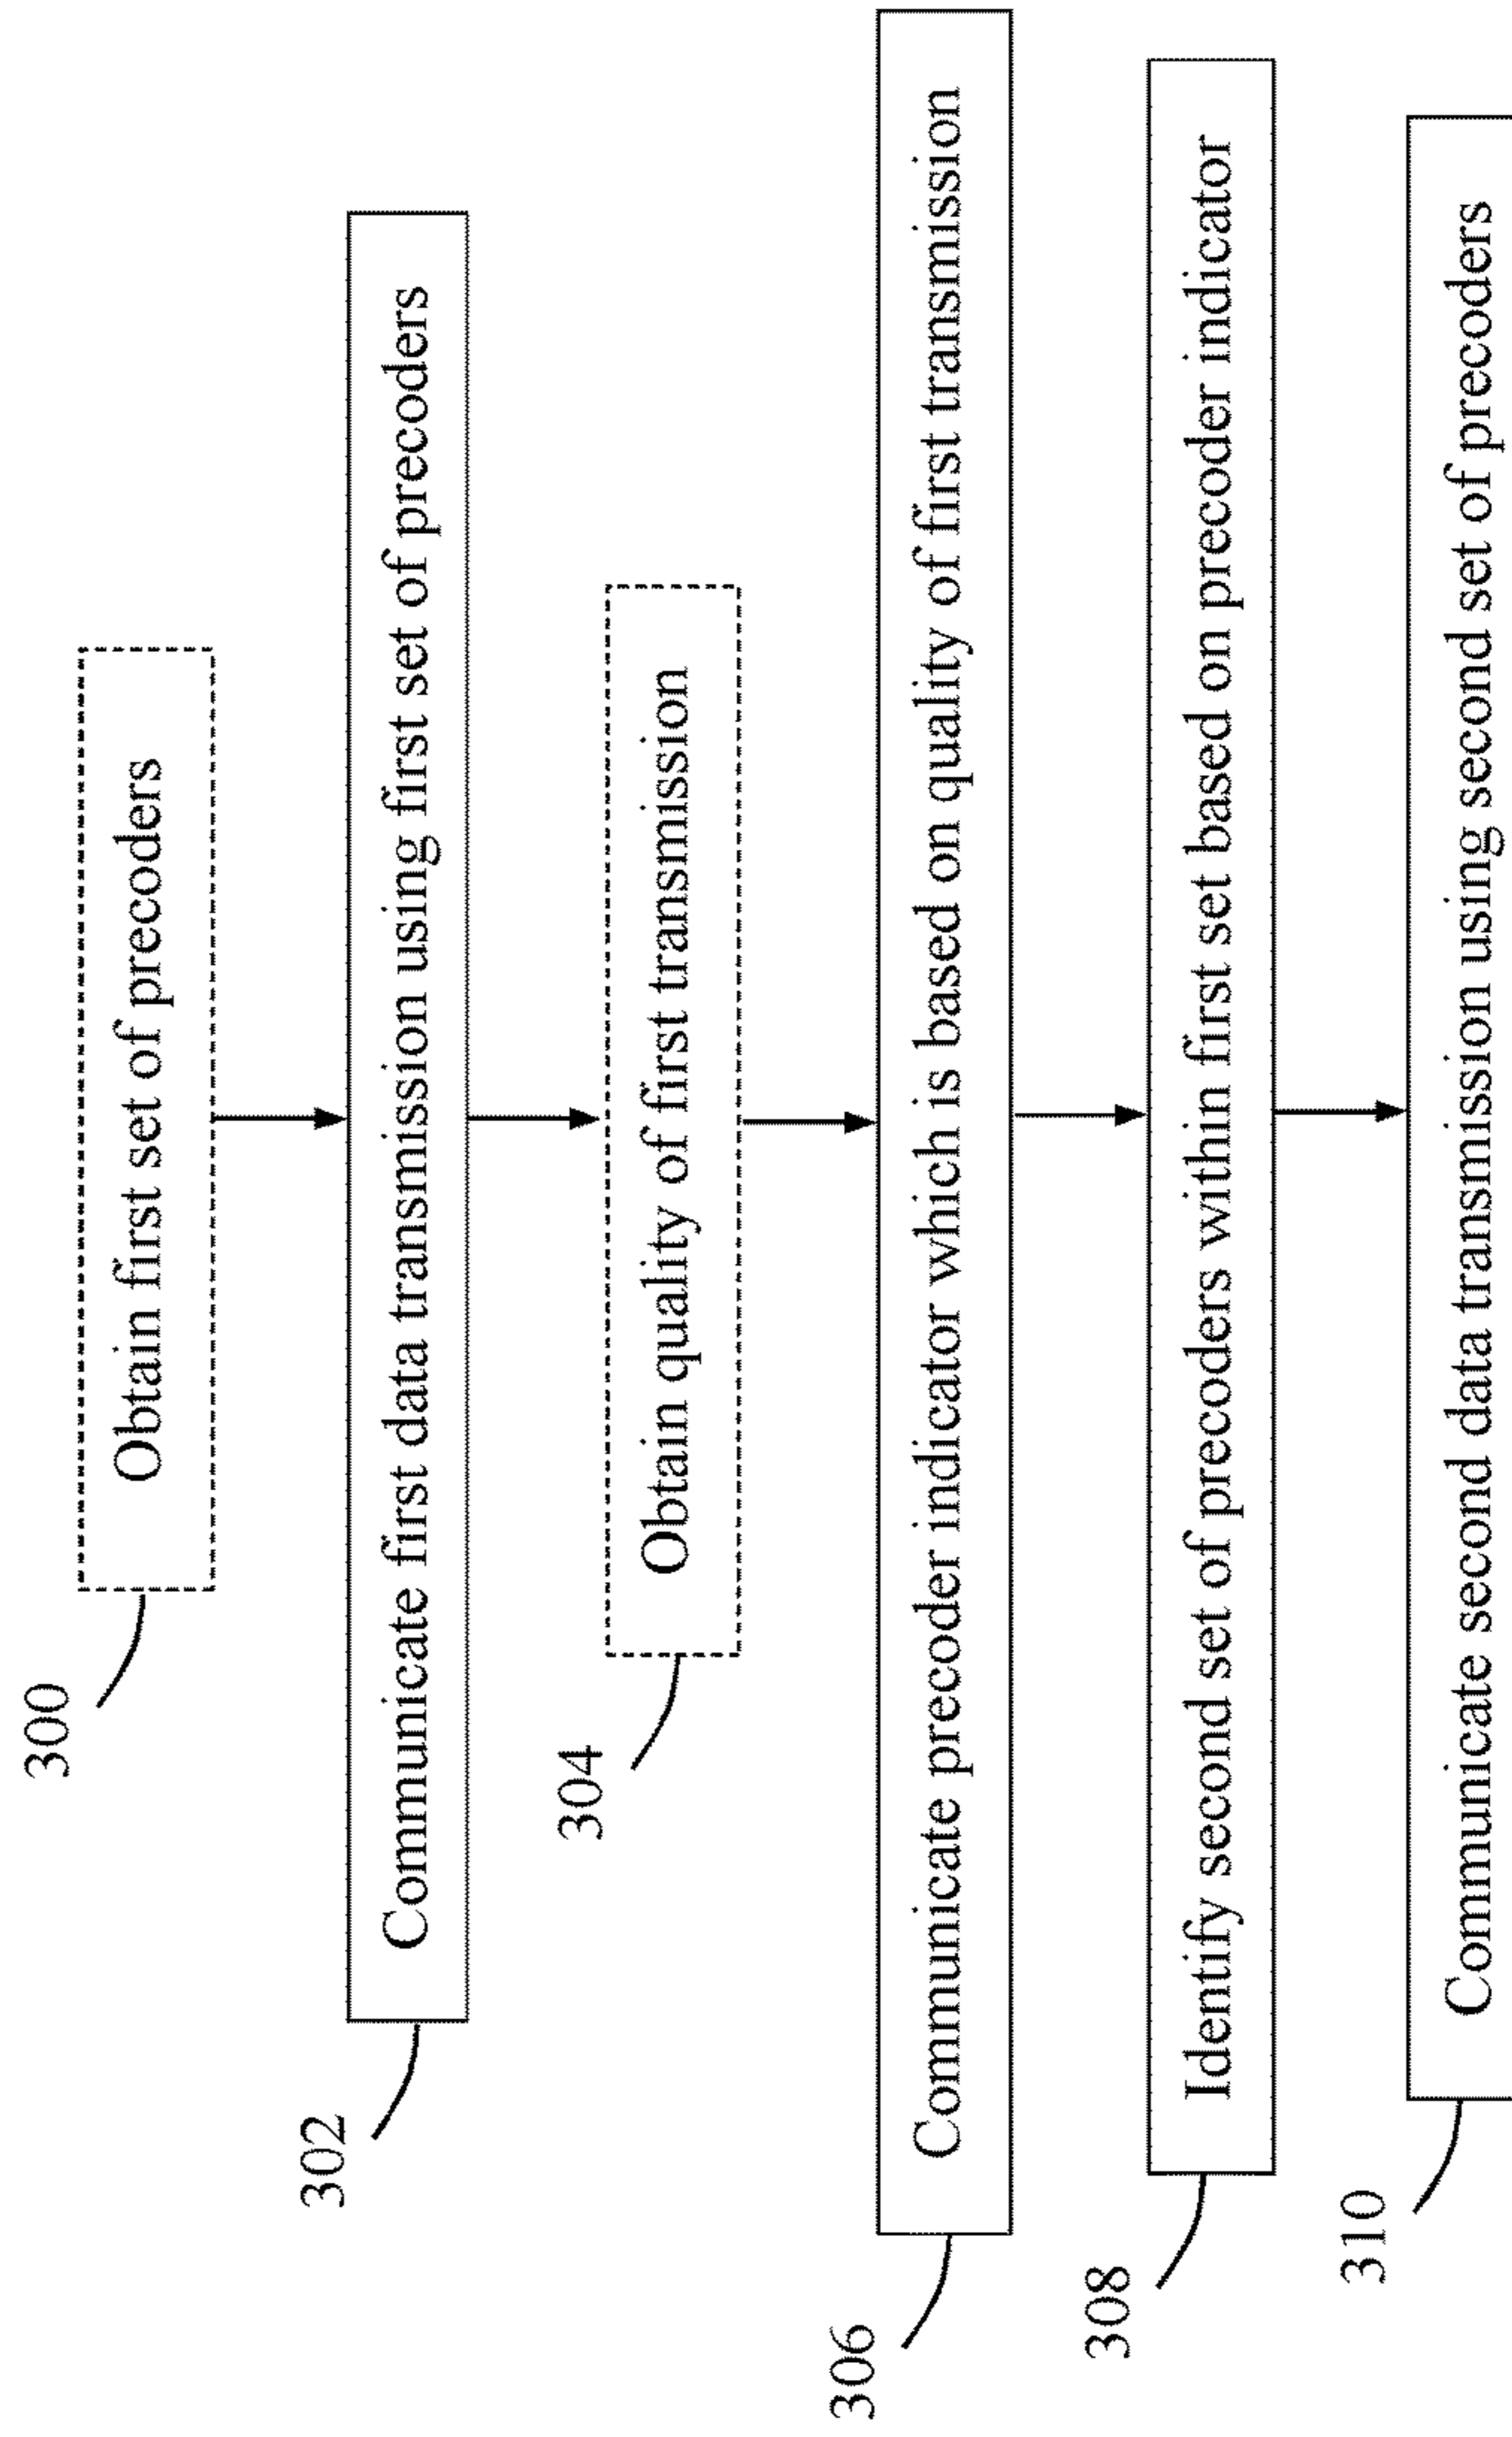 300
Obtain first set of precoders
302
Communicate first data transmission using first set of precoders
304
Obtain quality of first transmission
306
Communicate precoder indicator which is based on quality of first transmission
308
Identify second set of precoders within first set based on precoder indicator
310
Communicate second data transmission using second set of precoders